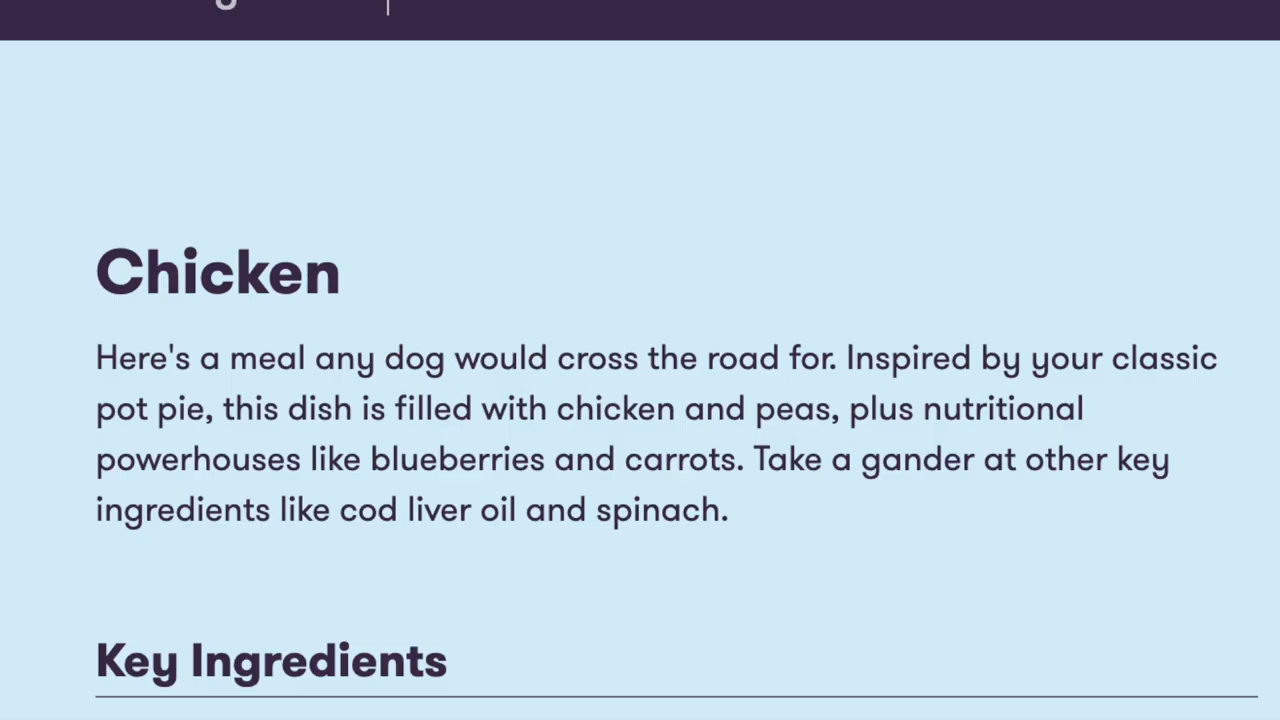 Chicken
Here's a meal any dog would cross the road for. Inspired by your classic
pot pie, this dish is filled with chicken and peas, plus nutritional
powerhouses like blueberries and carrots. Take a gander at other key
ingredients like cod liver oil and spinach.
Key Ingredients